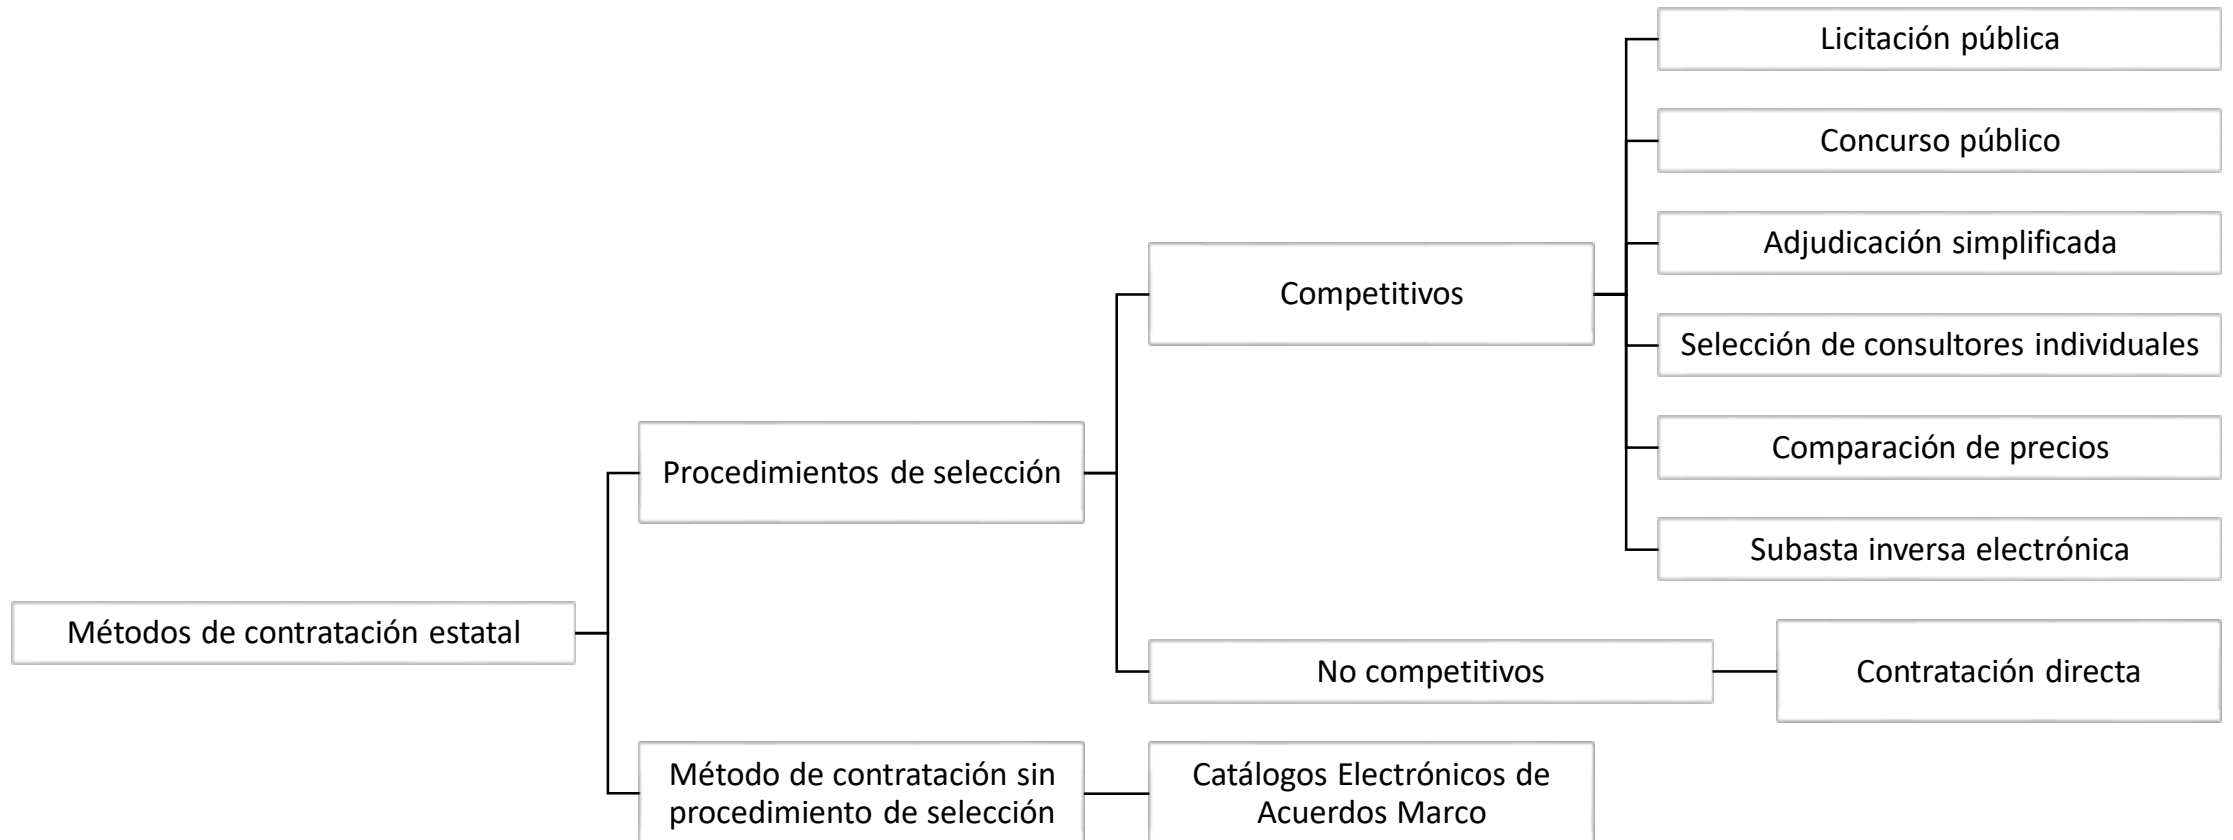 Licitación pública
Concurso público
Adjudicación simplificada
Competitivos
Selección de consultores individuales
Procedimientos de selección
Comparación de precios
Subasta inversa electrónica
Métodos de contratación estatal
No competitivos
Contratación directa
Método de contratación sin
procedimiento de selección
Catálogos Electrónicos de
Acuerdos Marco